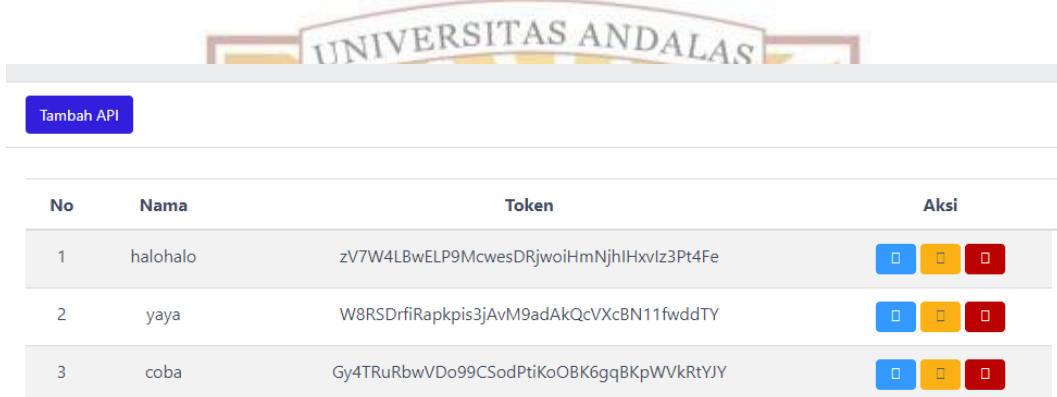 UNIVERSITAS ANDALAS
Tambah API
No Nama Token Aksi
1 halohalo zV7W4LBwELP9McwesDRjwoiHmNjhIHxvIz3Pt4Fe
2 yaya W8RSDrfiRapkpis3jAvM9adAkQcVXcBN11fwddTY
3 coba Gy4TRuRbwVDo99CSodPtiKoOBK6gqBKpWVkRtYJY